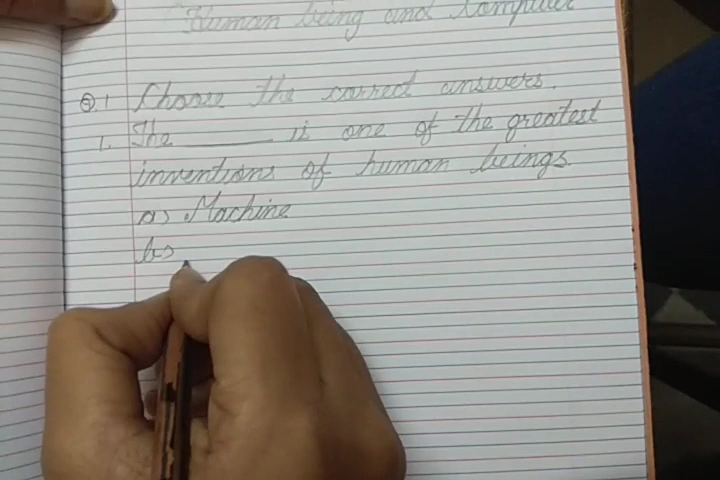 Human being and Computer
Q.1 Choose the correct answers.
1. The ______ is one of the greatest
inventions of human beings
a) Machine
b)